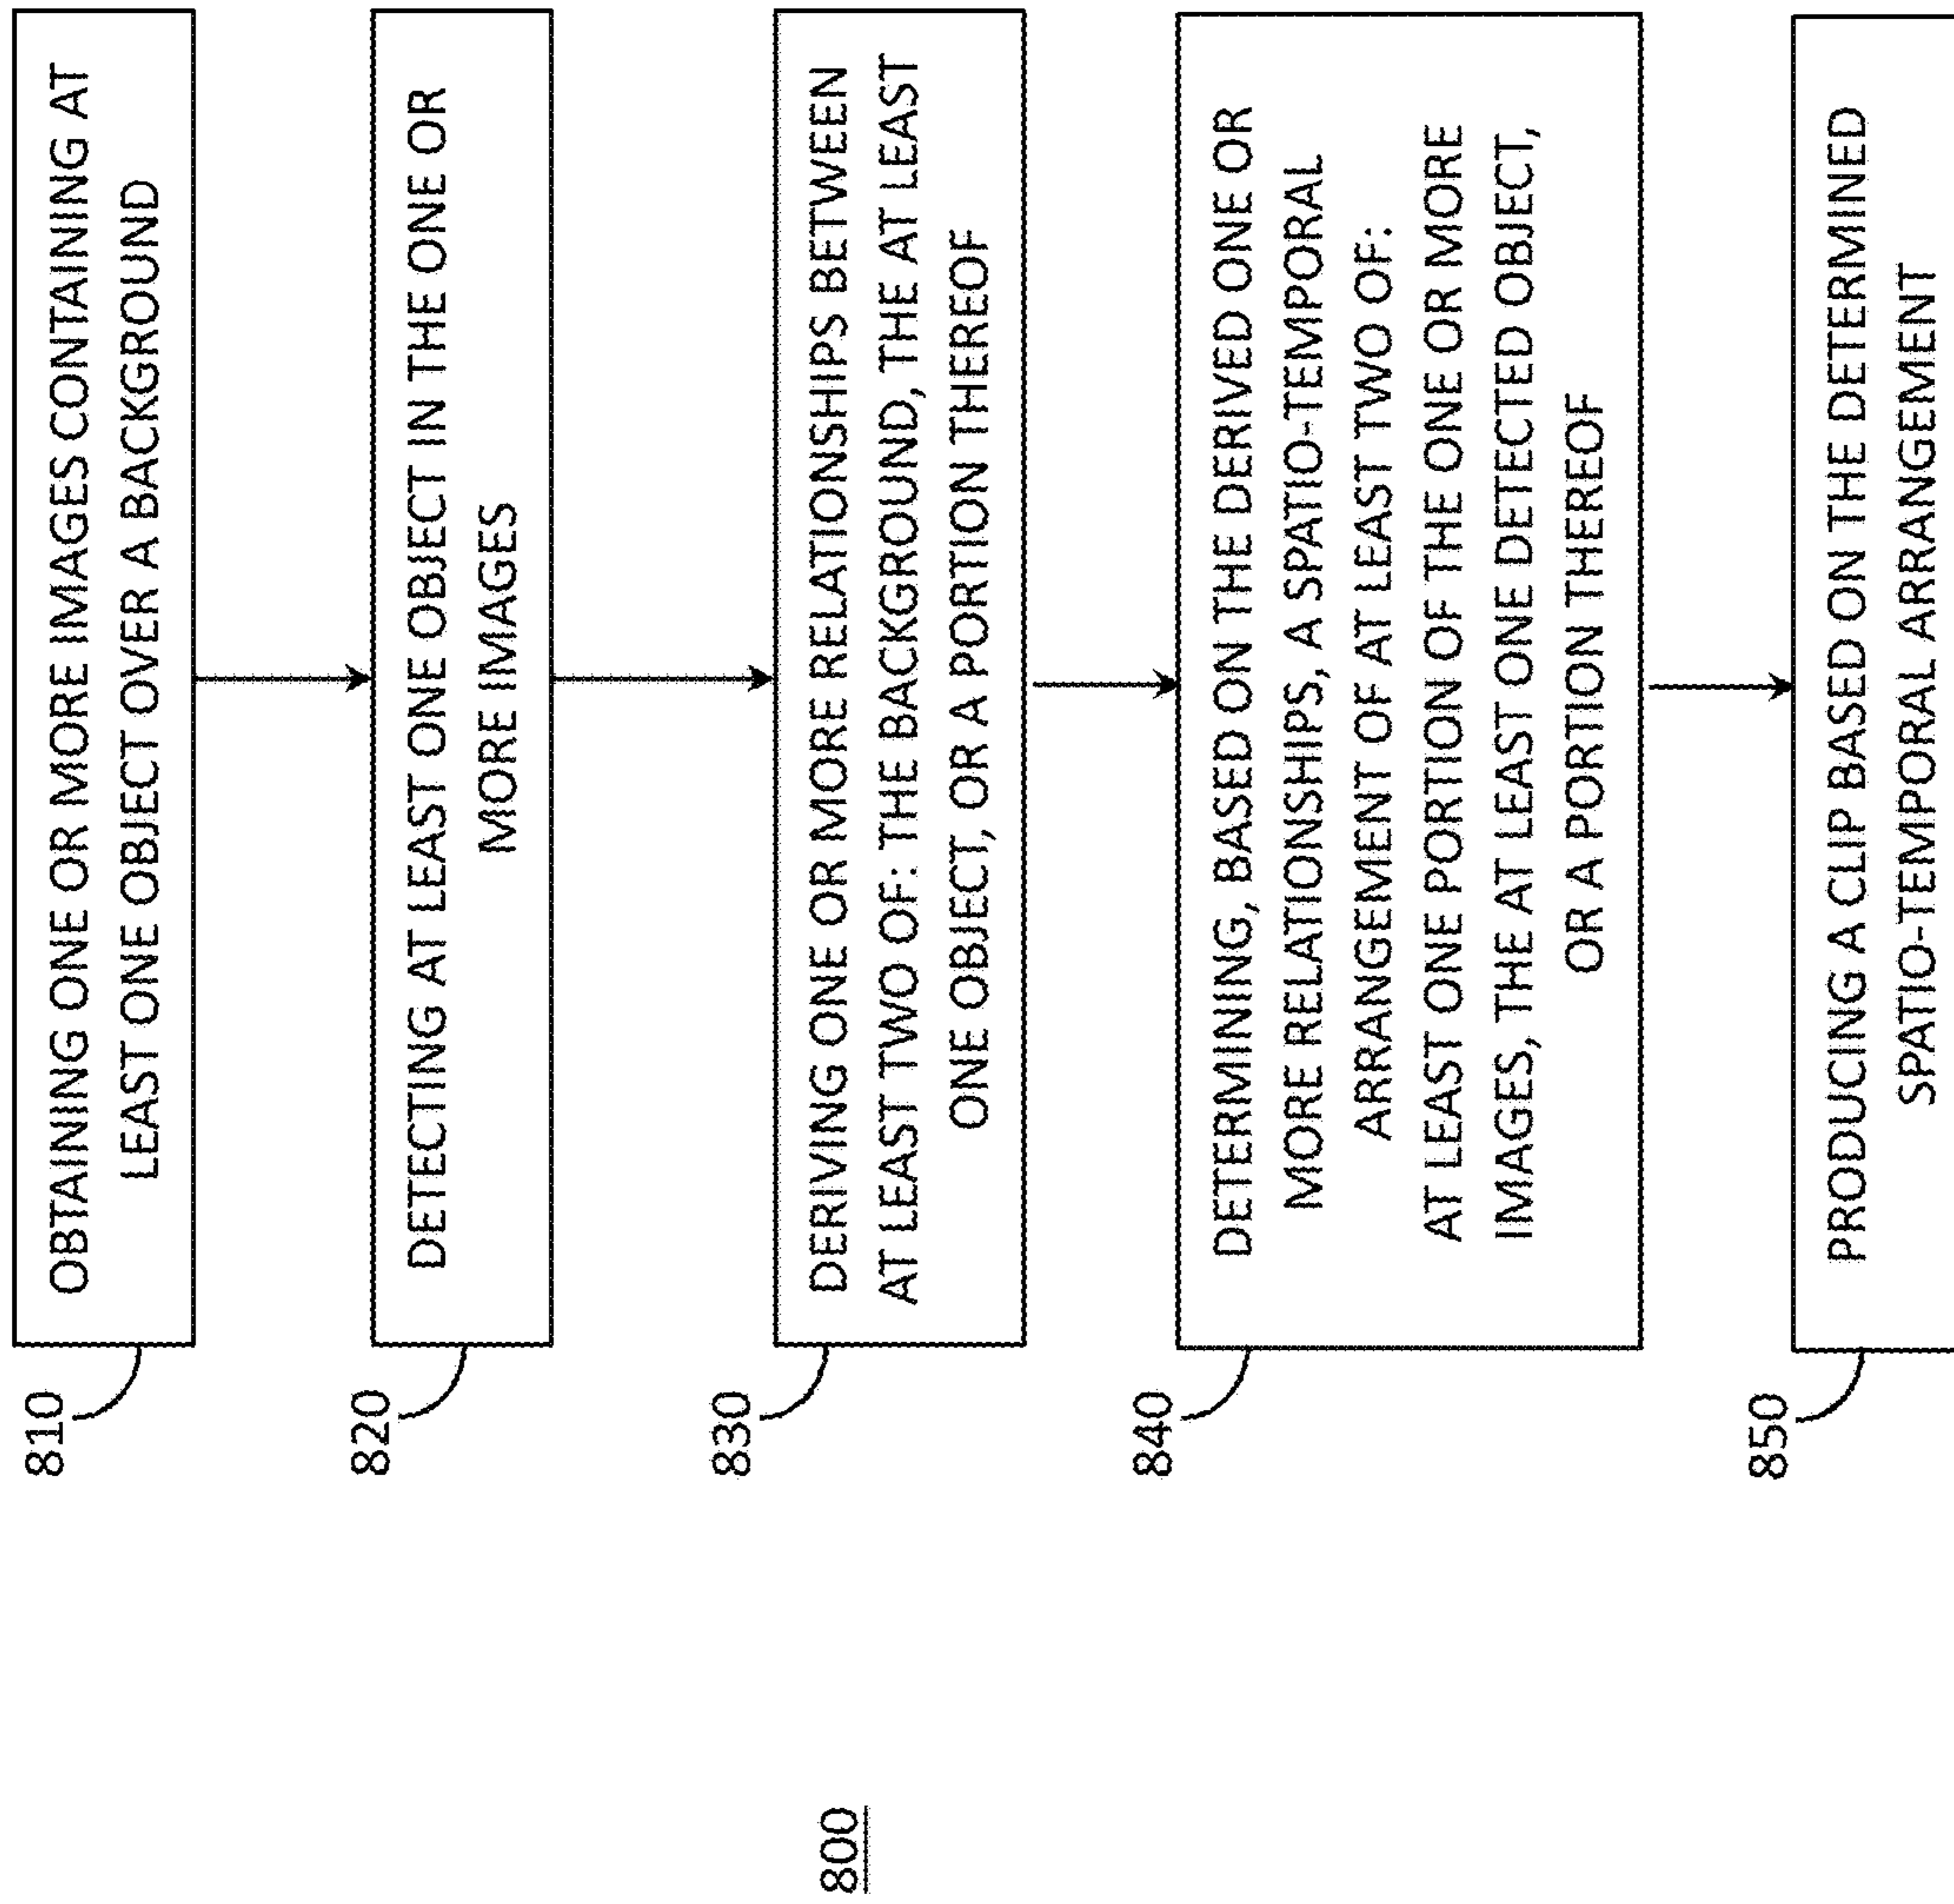 800
810
OBTAINING ONE OR MORE IMAGES CONTAINING AT
LEAST ONE OBJECT OVER A BACKGROUND
820
DETECTING AT LEAST ONE OBJECT IN THE ONE OR
MORE IMAGES
830
DERIVING ONE OR MORE RELATIONSHIPS BETWEEN
AT LEAST TWO OF: THE BACKGROUND, THE AT LEAST
ONE OBJECT, OR A PORTION THEREOF
840
DETERMINING, BASED ON THE DERIVED ONE OR
MORE RELATIONSHIPS, A SPATIO-TEMPORAL
ARRANGEMENT OF AT LEAST TWO OF:
AT LEAST ONE PORTION OF THE ONE OR MORE
IMAGES, THE AT LEAST ONE DETECTED OBJECT,
OR A PORTION THEREOF
850
PRODUCING A CLIP BASED ON THE DETERMINED
SPATIO-TEMPORAL ARRANGEMENT